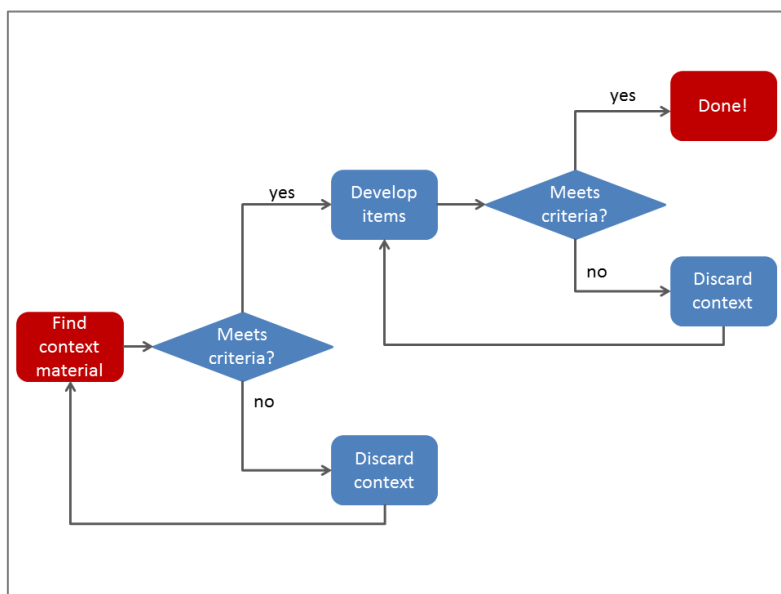 yes
Done!
yes
Develop
items
Meets
criteria?
no
Discard
context
Find
context
material
Meets
criteria?
no
Discard
context